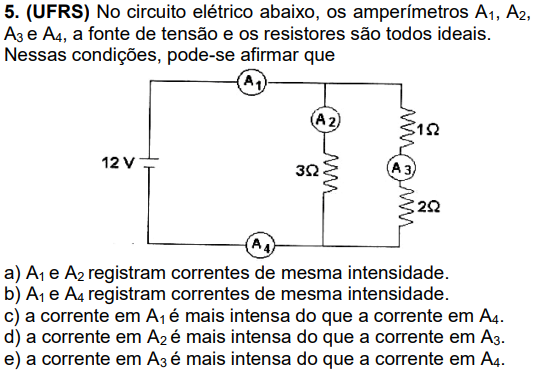 5. (UFRS) No circuito elétrico abaixo, os amperímetros A₁, A₂,
A₃ e A₄, a fonte de tensão e os resistores são todos ideais.
Nessas condições, pode-se afirmar que
A₁
A₂
1Ω
12 V
3Ω
A₃
2Ω
A₄
a) A₁ e A₂ registram correntes de mesma intensidade.
b) A₁ e A₄ registram correntes de mesma intensidade.
c) a corrente em A₁ é mais intensa do que a corrente em A₄.
d) a corrente em A₂ é mais intensa do que a corrente em A₃.
e) a corrente em A₃ é mais intensa do que a corrente em A₄.